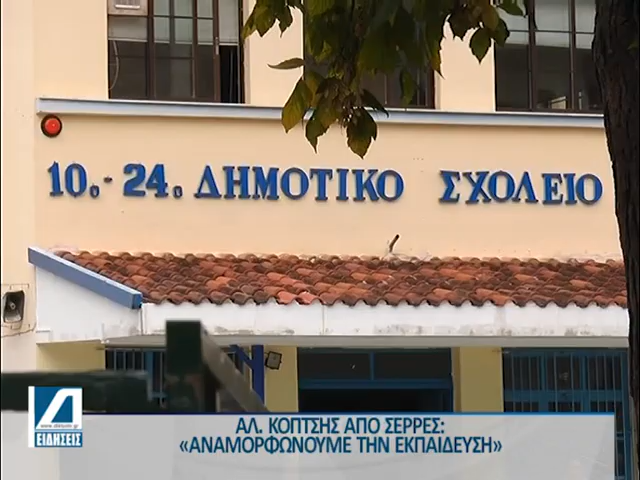 10ο - 24ο ΔΗΜΟΤΙΚΟ ΣΧΟΛΕΙΟ
Δ
ΕΙΔΗΣΕΙΣ
ΑΛ. ΚΟΠΤΣΗΣ ΑΠΟ ΣΕΡΡΕΣ:
«ΑΝΑΜΟΡΦΩΝΟΥΜΕ ΤΗΝ ΕΚΠΑΙΔΕΥΣΗ»